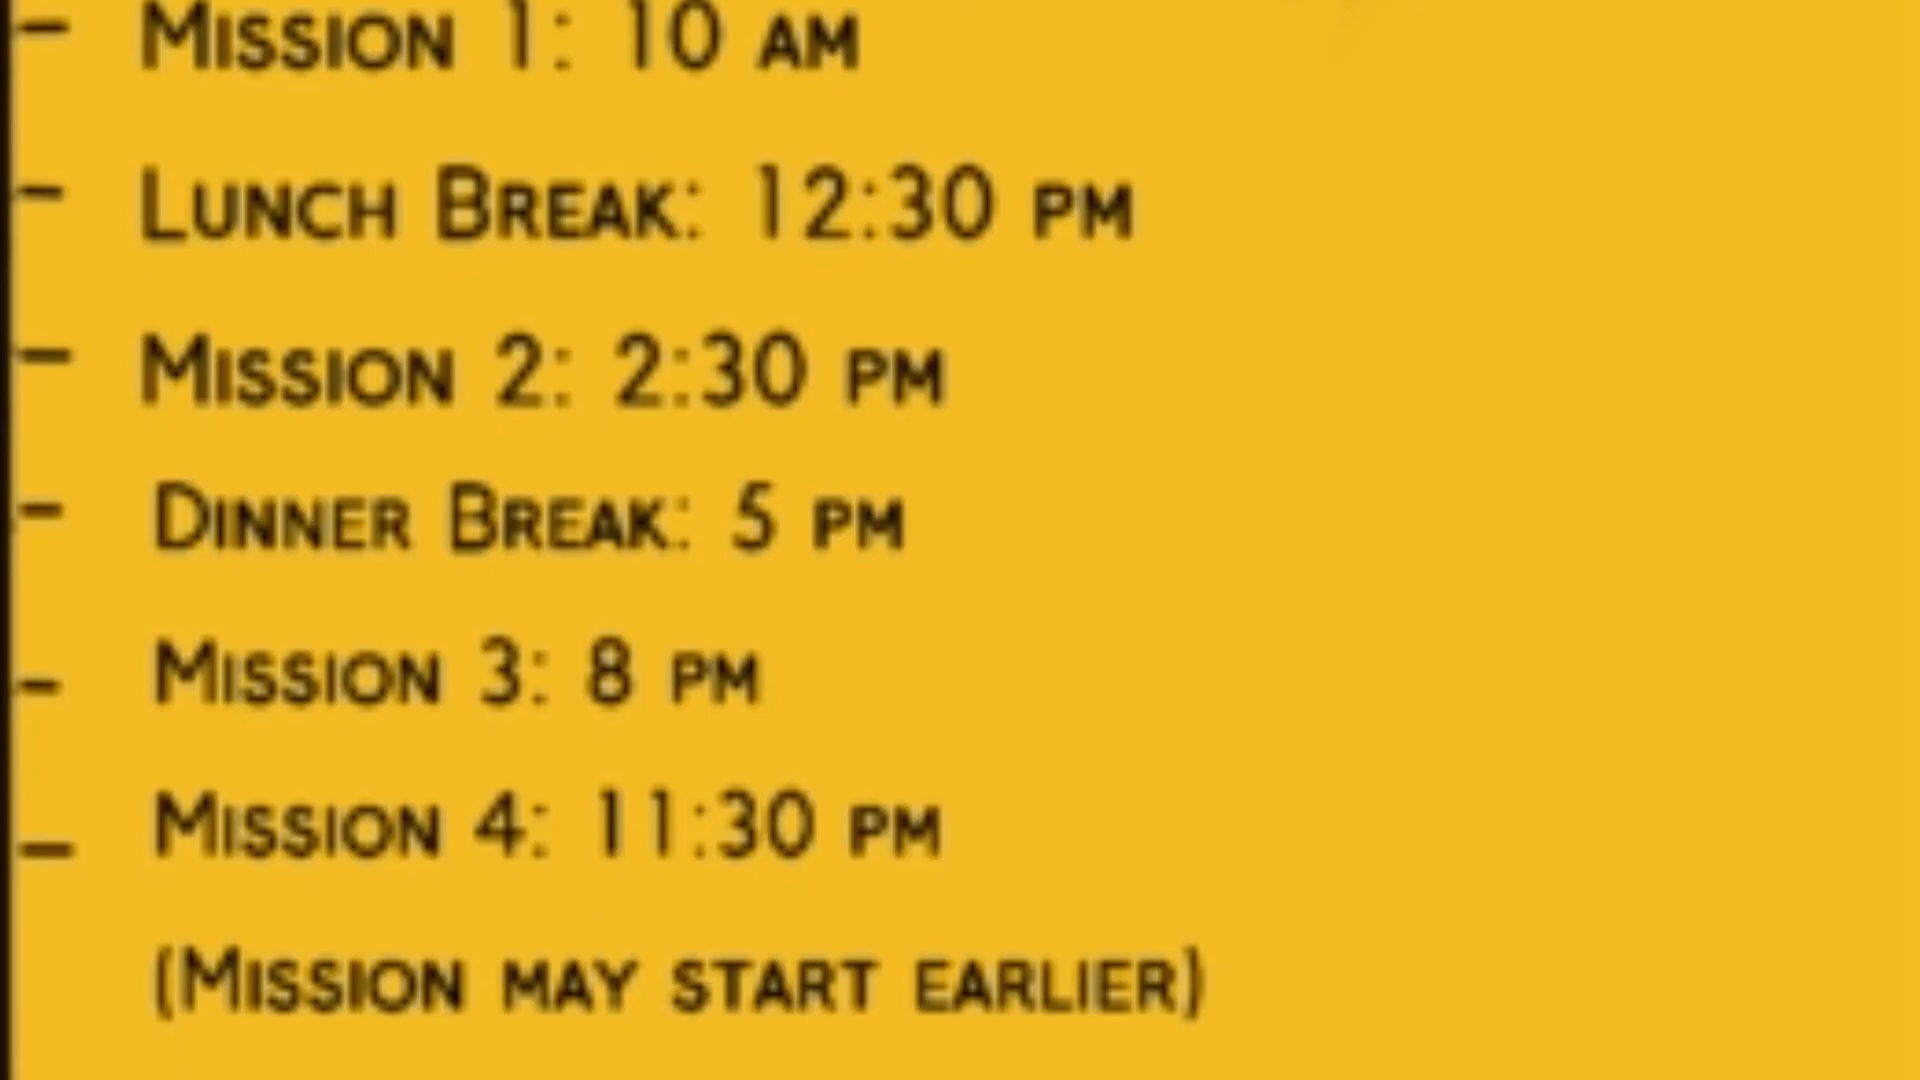 Mission 1: 10 am
Lunch Break: 12:30 pm
Mission 2: 2:30 pm
Dinner Break: 5 pm
Mission 3: 8 pm
Mission 4: 11:30 pm
(Mission may start earlier)